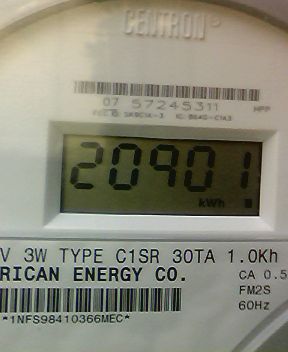 CENTRON
07 57245311 HPP
20901
kWh
V 3W TYPE C1SR 30TA 1.0Kh
RICAN ENERGY CO.
CA 0.5
FM2S
60Hz
*1NFS98410366MEC*